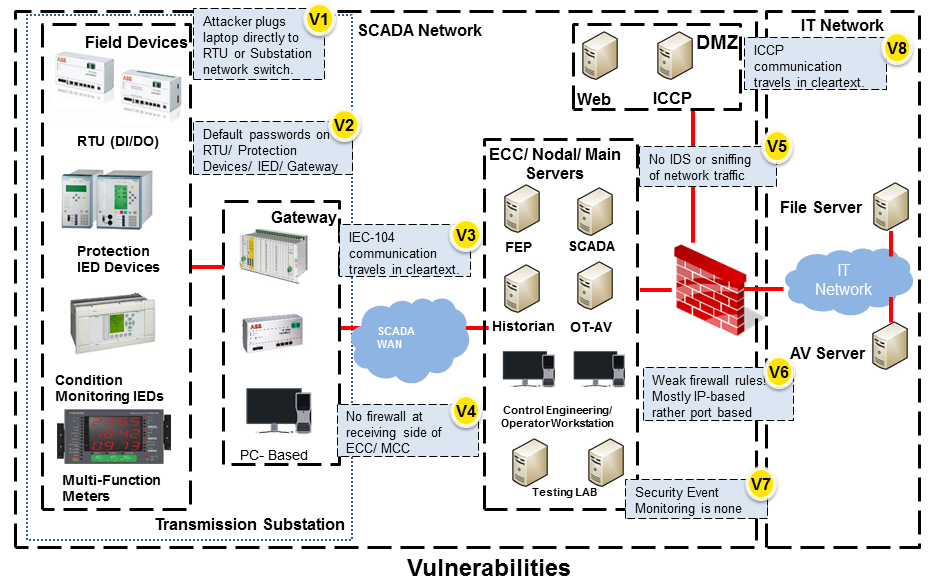 Field Devices
Attacker plugs
laptop directly to
RTU or Substation
network switch.
V1
SCADA Network
DMZ
Web
ICCP
ICCP
communication
travels in cleartext.
V8
IT Network
ABB
ABB
RTU (DI/DO)
Default passwords on
RTU/ Protection
Devices/ IED/ Gateway
V2
ECC/ Nodal/ Main
Servers
No IDS or sniffing
of network traffic
V5
Protection
IED Devices
Gateway
IEC-104
communication
travels in cleartext.
V3
FEP
SCADA
File Server
IT
Network
ABB
SCADA
WAN
Historian
OT-AV
AV Server
Condition
Monitoring IEDs
Multi-Function
Meters
PC- Based
No firewall at
receiving side of
ECC/ MCC
V4
Control Engineering/
Operator Workstation
Testing LAB
Weak firewall rules!
Mostly IP-based
rather port based
V6
Security Event
Monitoring is none
V7
Transmission Substation
Vulnerabilities